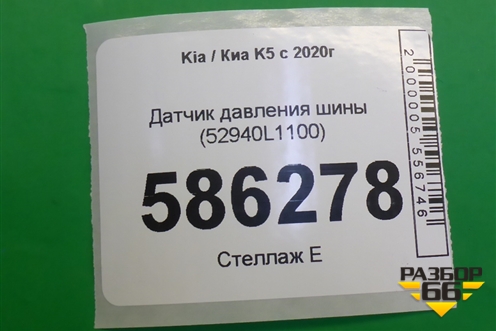 Kia / Киа K5 с 2020г
Датчик давления шины
(52940L1100)
586278
Стеллаж Е
2000005556746
РАЗБОР
66